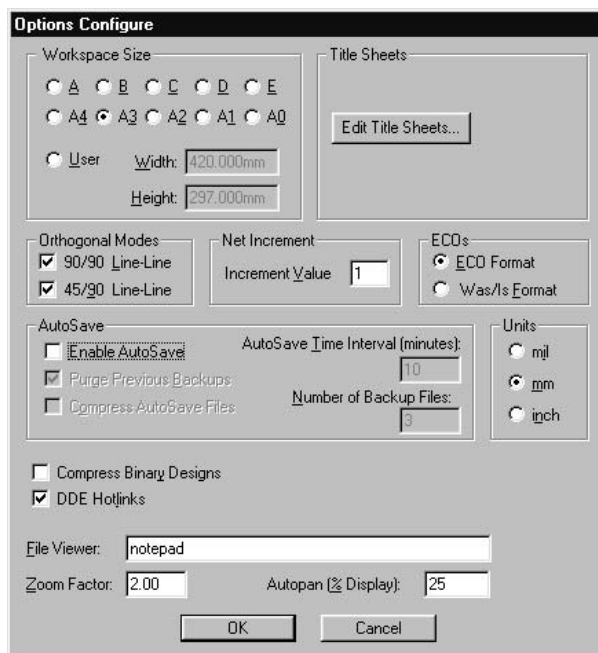 Options Configure
Workspace Size
A B C D E
A4 A3 A2 A1 A0
User Width: 420.000mm
Height: 297.000mm
Title Sheets
Edit Title Sheets...
Orthogonal Modes
90/90 Line-Line
45/90 Line-Line
Net Increment
Increment Value 1
ECOs
ECO Format
Was/Is Format
AutoSave
Enable AutoSave
Purge Previous Backups
Compress AutoSave Files
AutoSave Time Interval (minutes):
10
Number of Backup Files:
3
Units
mil
mm
inch
Compress Binary Designs
DDE Hotlinks
File Viewer: notepad
Zoom Factor: 2.00 Autopan (% Display): 25
OK Cancel